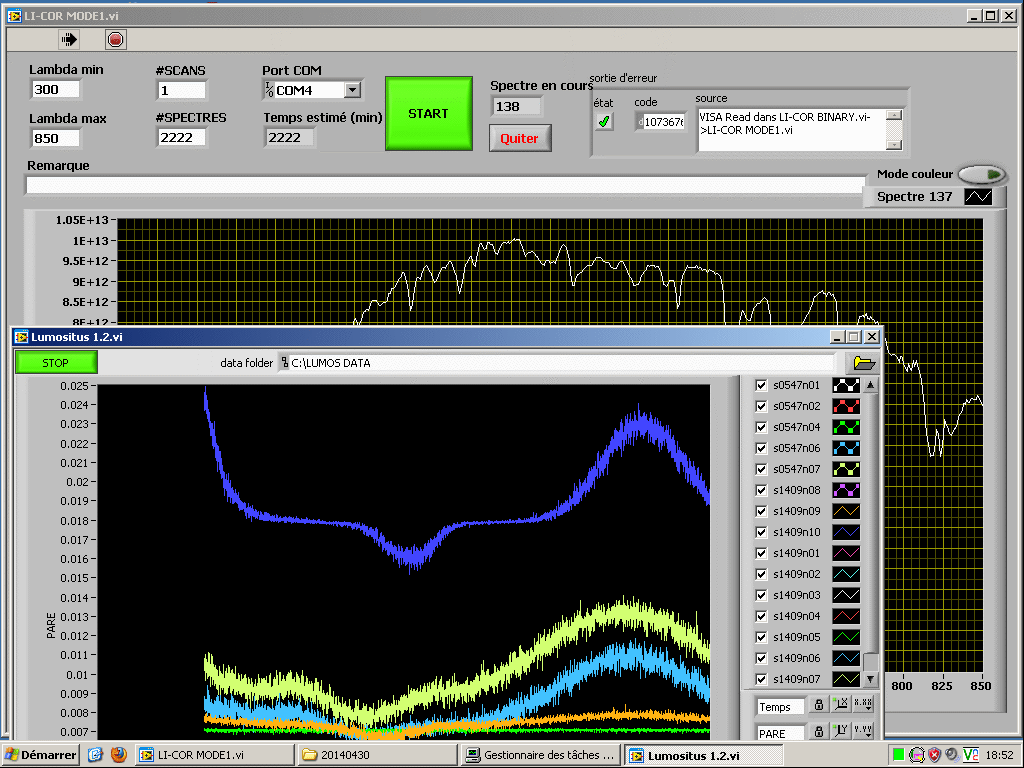 LI-COR MODE1.vi
Lambda min
#SCANS
Port COM
300
1
I/O COM4
Spectre en cours
138
Lambda max
#SPECTRES
Temps estimé (min)
850
2222
2222
START
Quiter
sortie d'erreur
état
code
source
1073676
VISA Read dans LI-COR BINARY.vi-
>LI-COR MODE1.vi
Remarque
Mode couleur
Spectre 137
1.05E+13
1E+13
9.5E+12
9E+12
8.5E+12
8E+12
800 825 850
Lumositus 1.2.vi
STOP
data folder
C:\LUMOS DATA
0.025
0.024
0.023
0.022
0.021
0.02
0.019
0.018
0.017
0.016
0.015
0.014
0.013
0.012
0.011
0.01
0.009
0.008
0.007
PARE
s0547n01
s0547n02
s0547n04
s0547n06
s0547n07
s1409n08
s1409n09
s1409n10
s1409n01
s1409n02
s1409n03
s1409n04
s1409n05
s1409n06
s1409n07
Temps
PARE
Démarrer
LI-COR MODE1.vi
20140430
Gestionnaire des tâches ...
Lumositus 1.2.vi
18:52